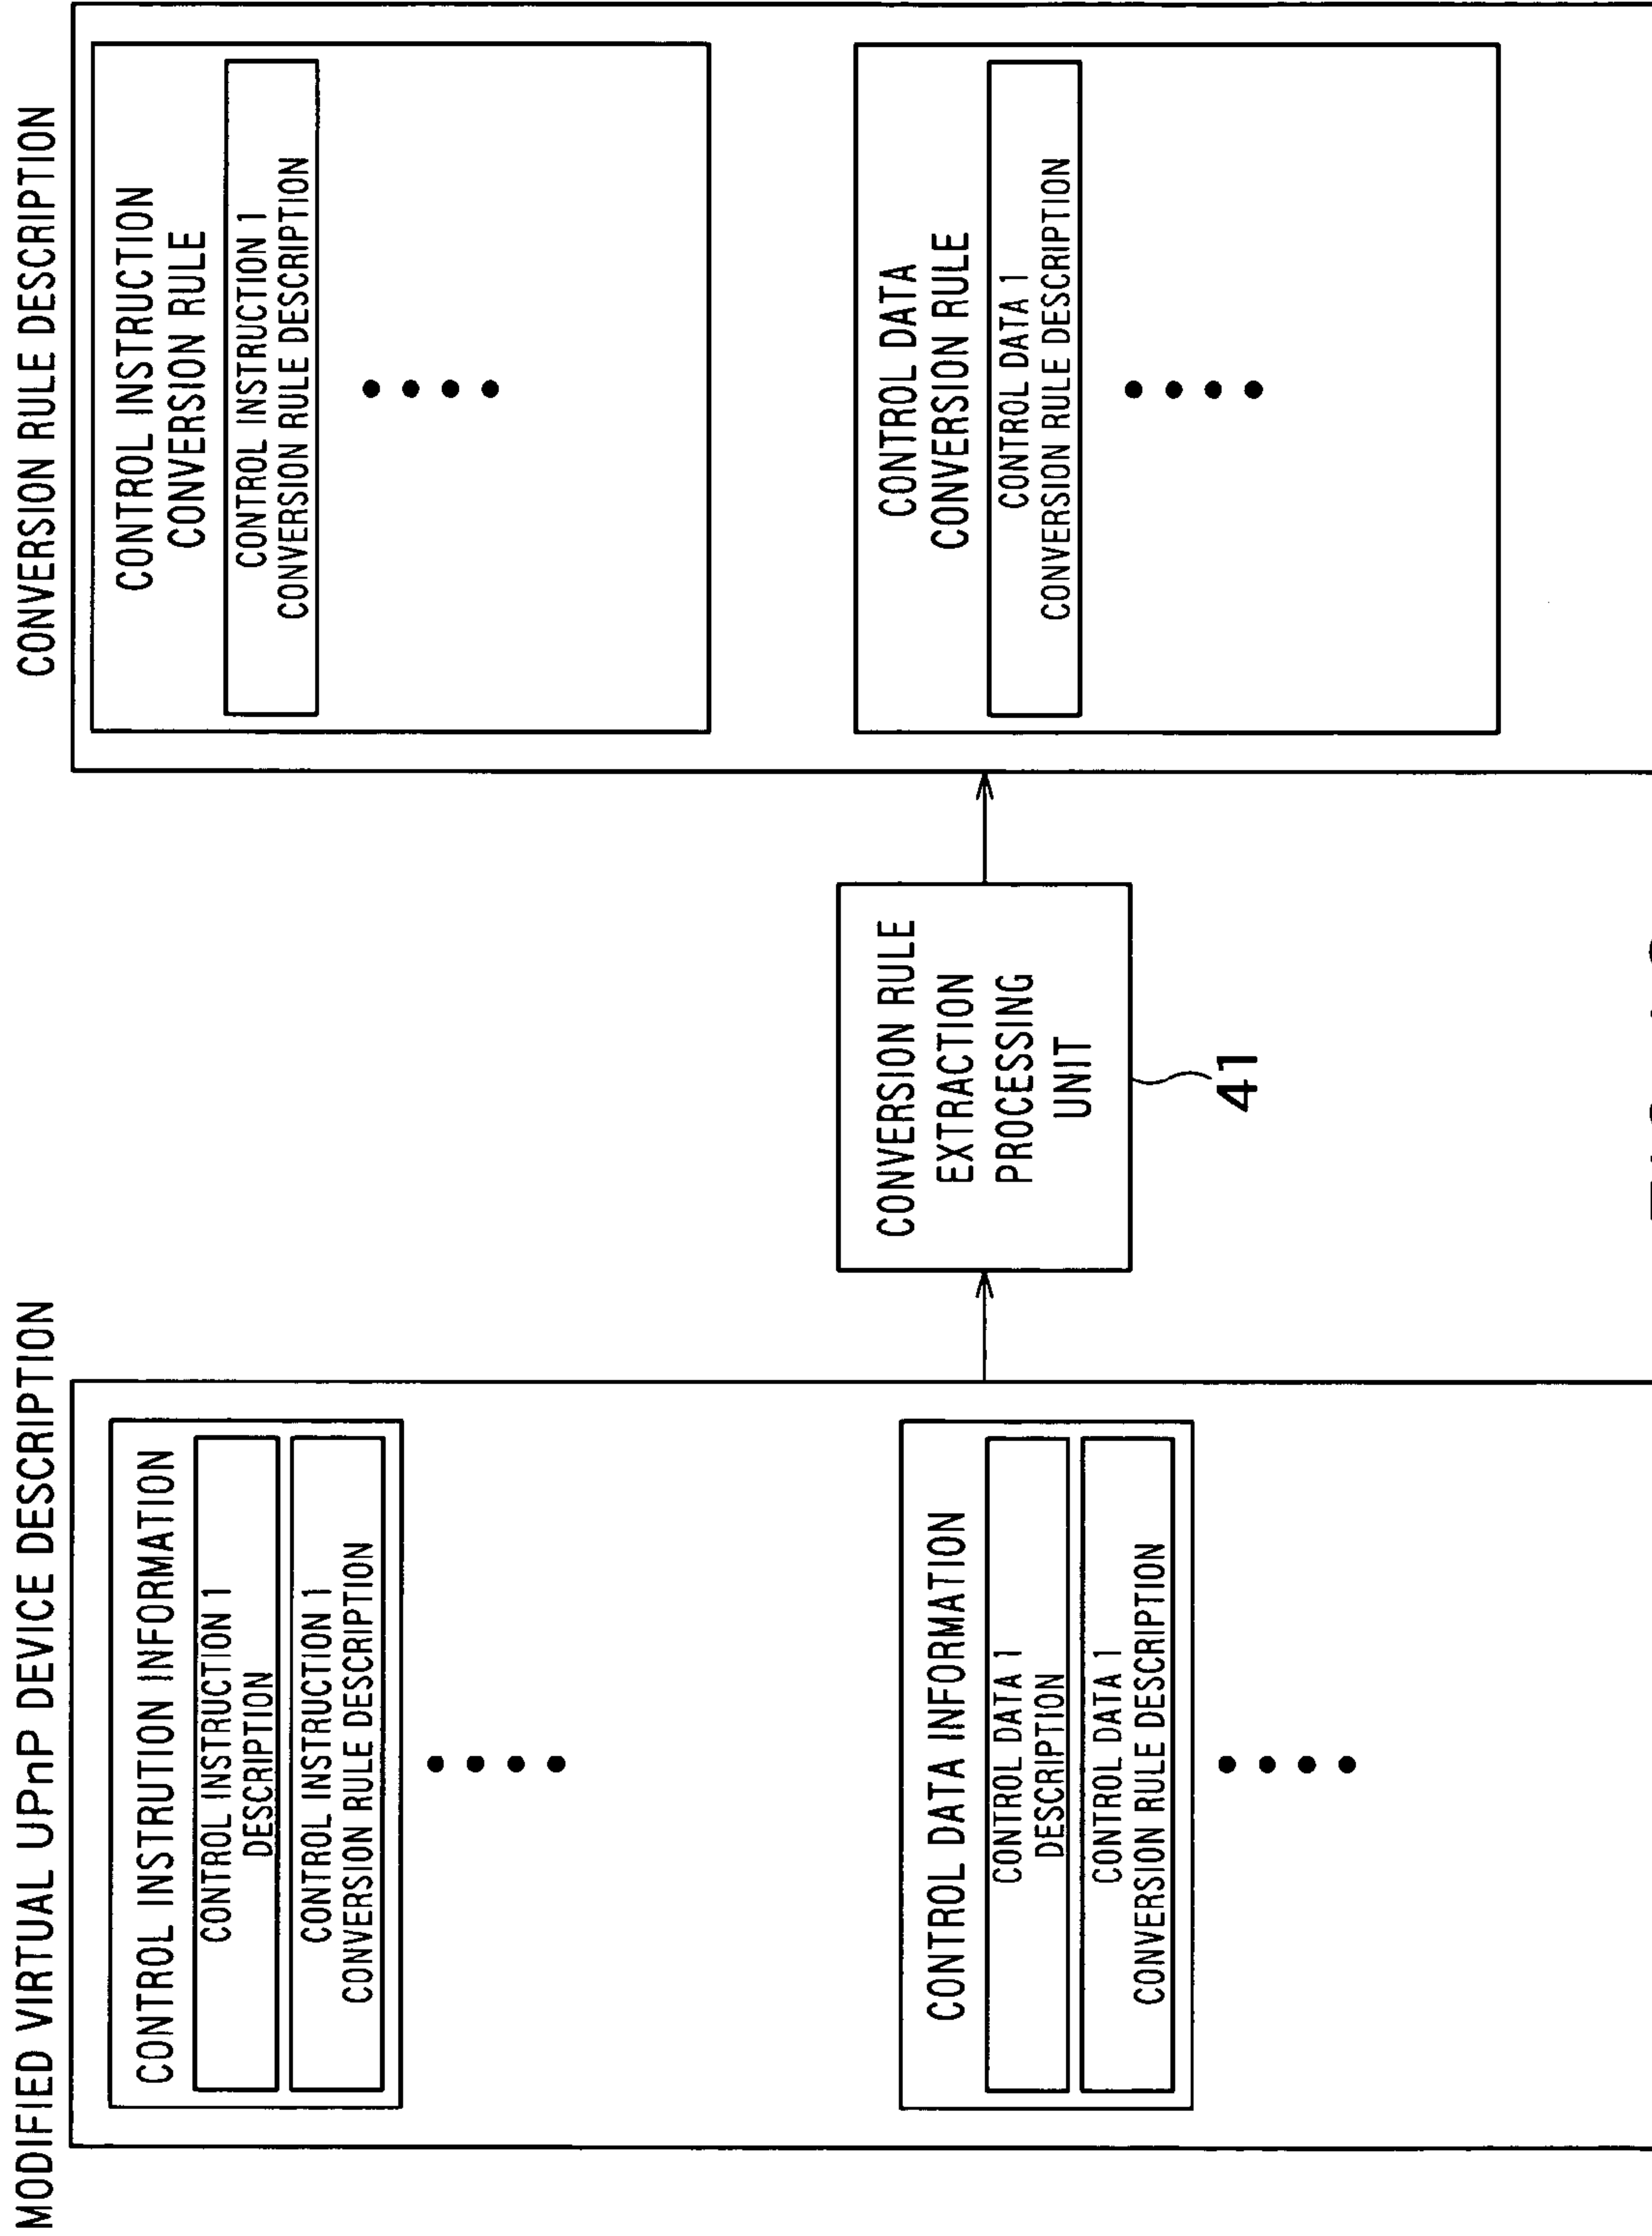 MODIFIED VIRTUAL UPnP DEVICE DESCRIPTION
CONTROL INSTRUTION INFORMATION
CONTROL INSTRUCTION 1
DESCRIPTION
CONTROL INSTRUCTION 1
CONVERSION RULE DESCRIPTION
CONTROL DATA INFORMATION
CONTROL DATA 1
DESCRIPTION
CONTROL DATA 1
CONVERSION RULE DESCRIPTION
CONVERSION RULE
EXTRACTION
PROCESSING
UNIT
41
CONVERSION RULE DESCRIPTION
CONTROL INSTRUCTION
CONVERSION RULE
CONTROL INSTRUCTION 1
CONVERSION RULE DESCRIPTION
CONTROL DATA
CONVERSION RULE
CONTROL DATA 1
CONVERSION RULE DESCRIPTION